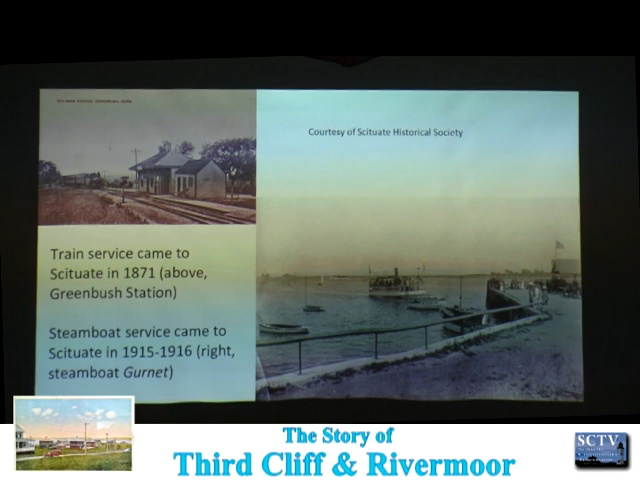 Courtesy of Scituate Historical Society
Train service came to
Scituate in 1871 (above,
Greenbush Station)
Steamboat service came to
Scituate in 1915-1916 (right,
steamboat Gurnet)
The Story of
Third Cliff & Rivermoor
SCTV